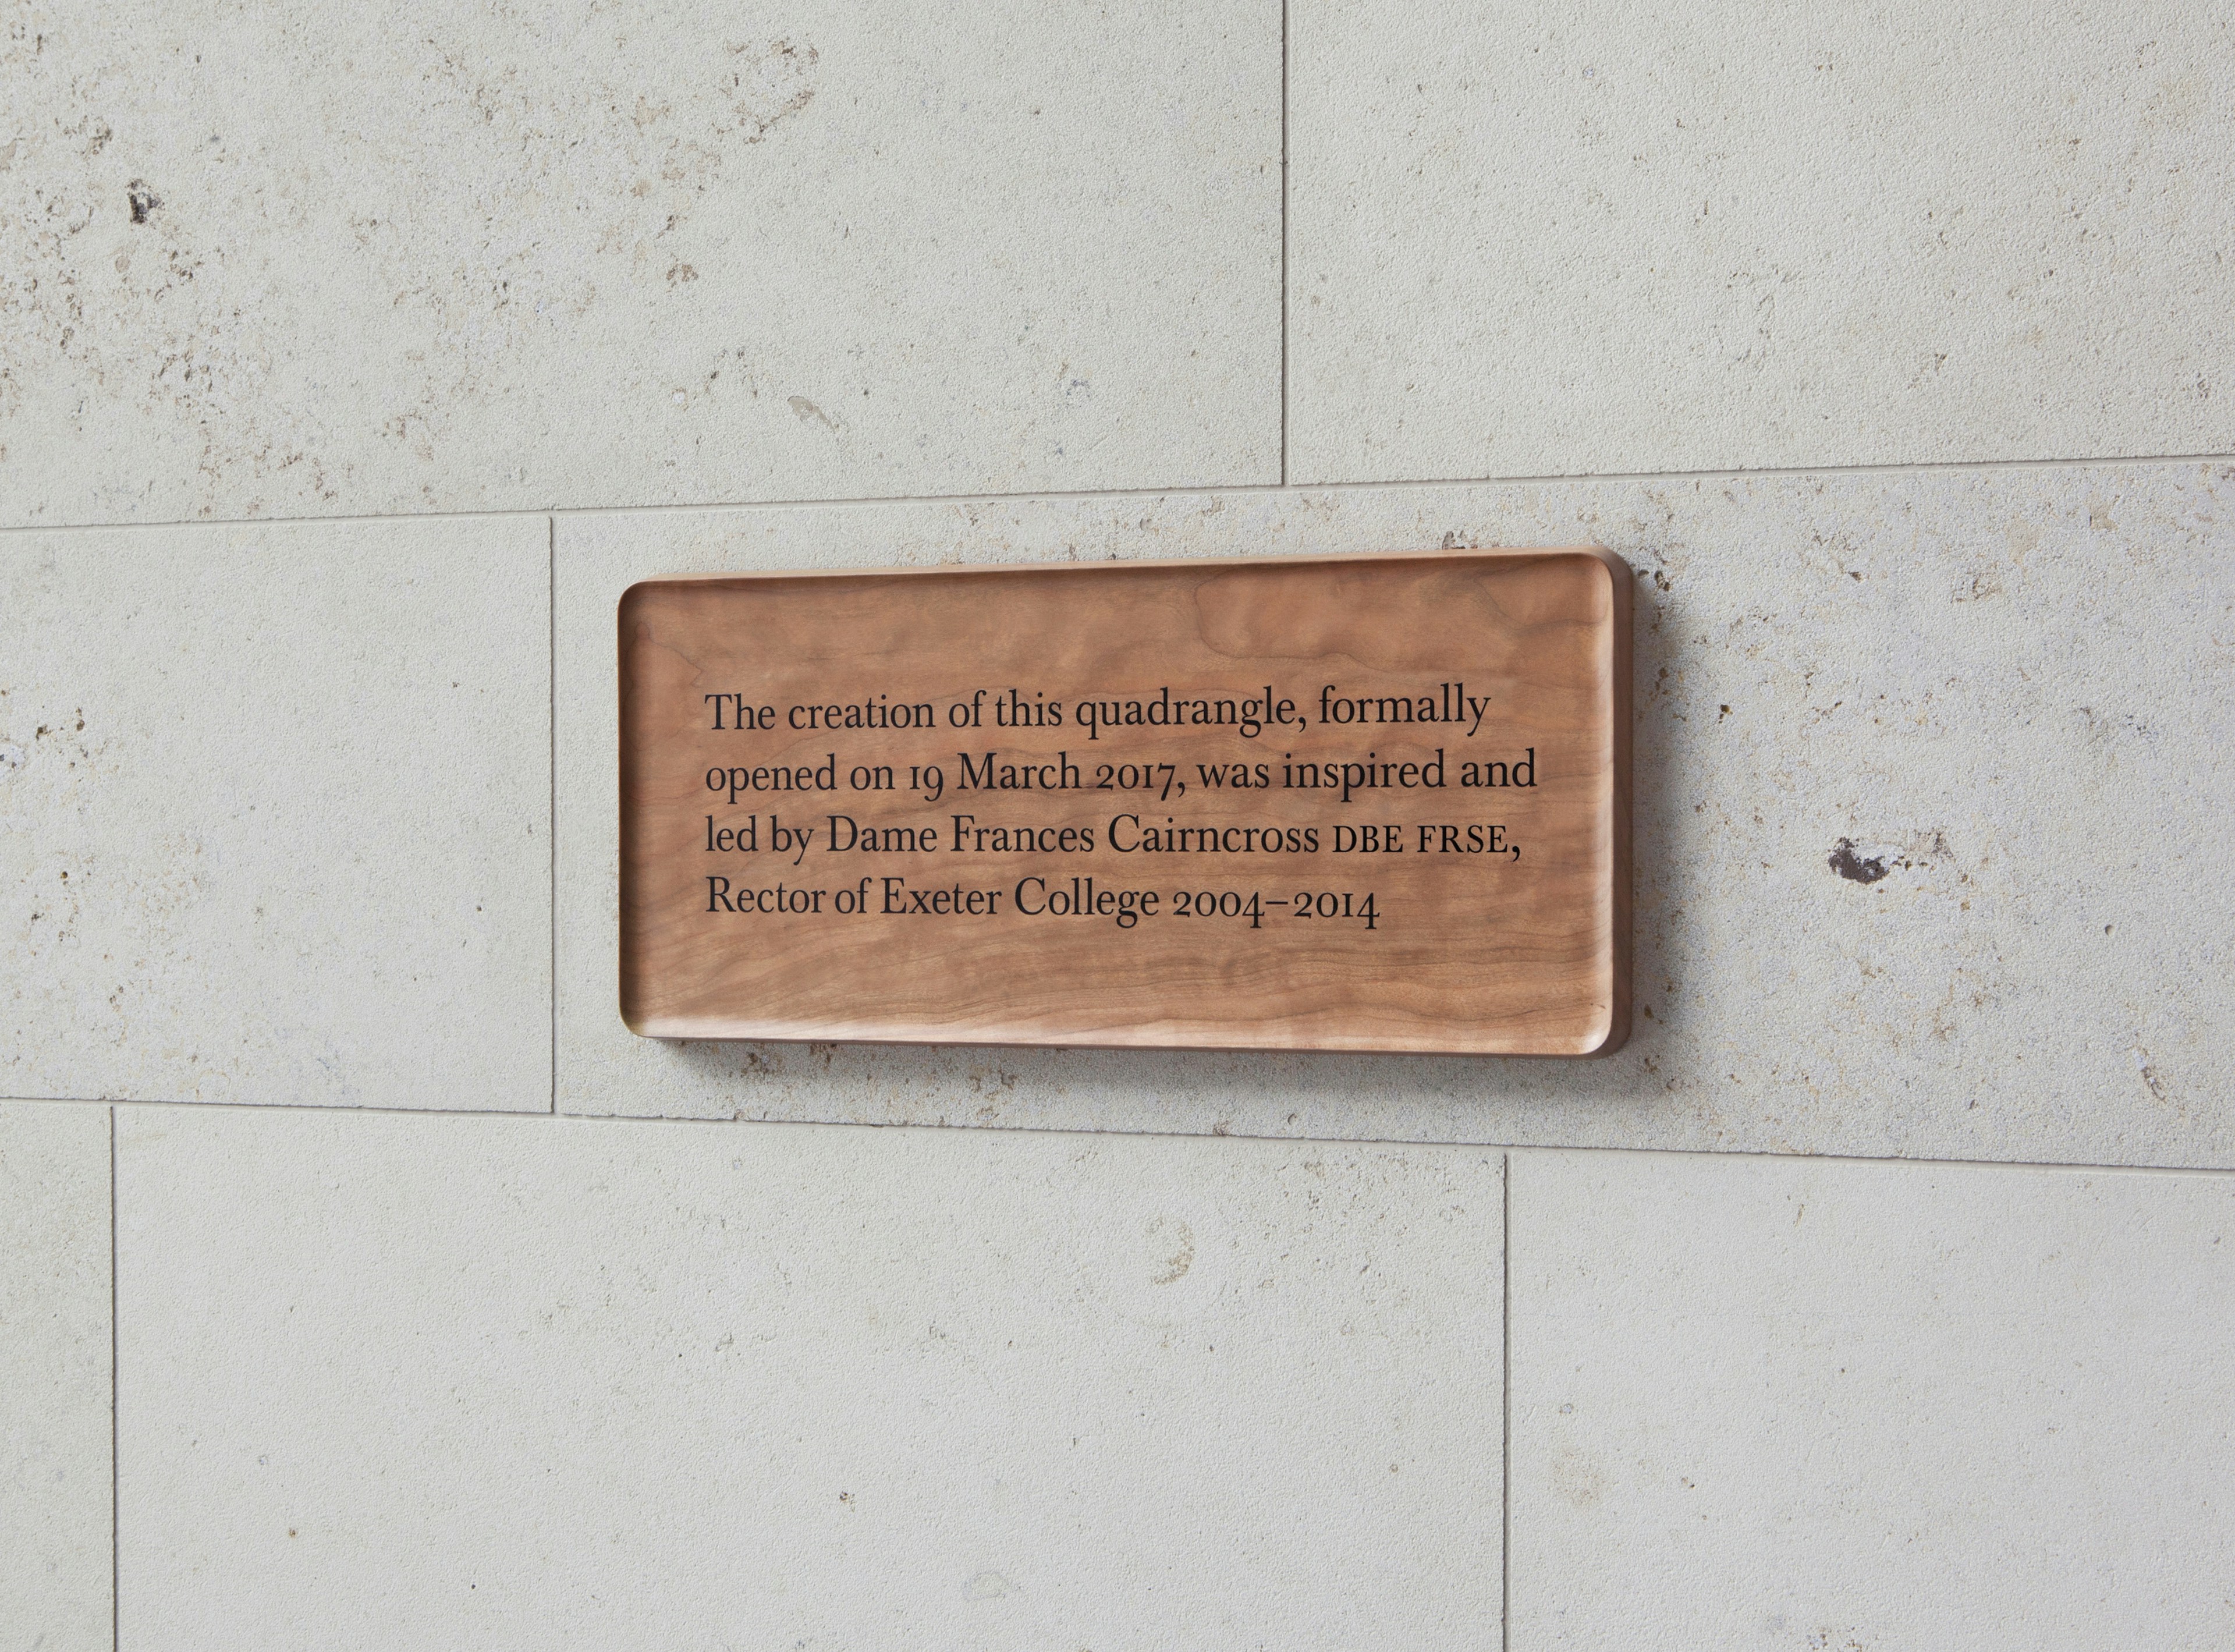 The creation of this quadrangle, formally
opened on 19 March 2017, was inspired and
led by Dame Frances Cairncross DBE FRSE,
Rector of Exeter College 2004–2014